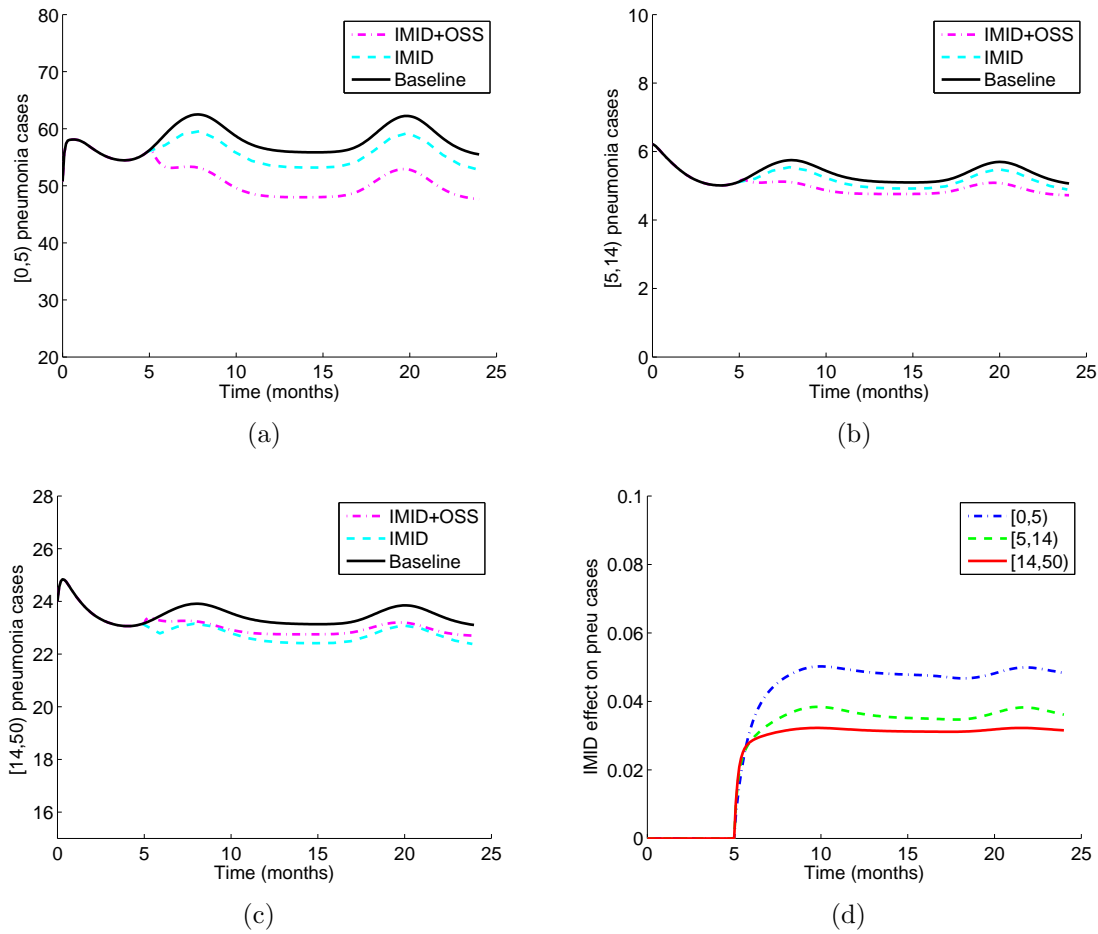 80
70
60
50
40
30
20
[0,5) pneumonia cases
IMID+OSS
IMID
Baseline
0 5 10 15 20 25
Time (months)
(a)
10
8
6
4
2
0
[5,14) pneumonia cases
IMID+OSS
IMID
Baseline
0 5 10 15 20 25
Time (months)
(b)
28
26
24
22
20
18
16
[14,50) pneumonia cases
IMID+OSS
IMID
Baseline
0 5 10 15 20 25
Time (months)
(c)
0.1
0.08
0.06
0.04
0.02
0
IMID effect on pneu cases
[0,5)
[5,14)
[14,50)
0 5 10 15 20 25
Time (months)
(d)